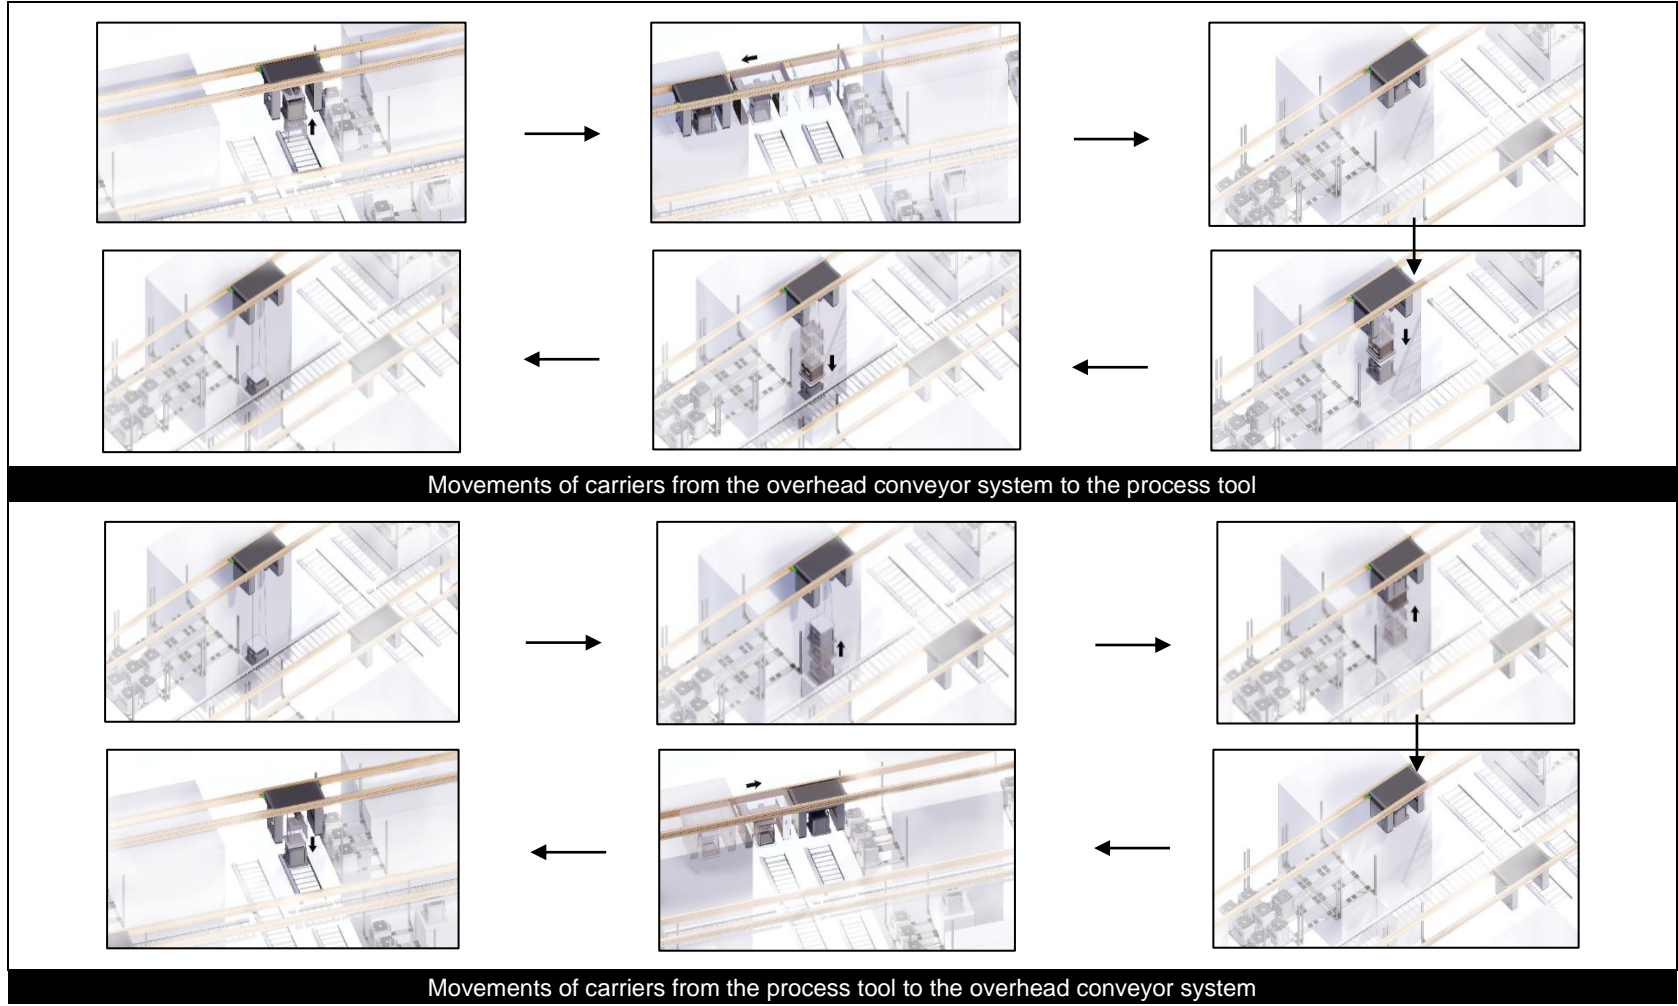 Movements of carriers from the overhead conveyor system to the process tool
Movements of carriers from the process tool to the overhead conveyor system